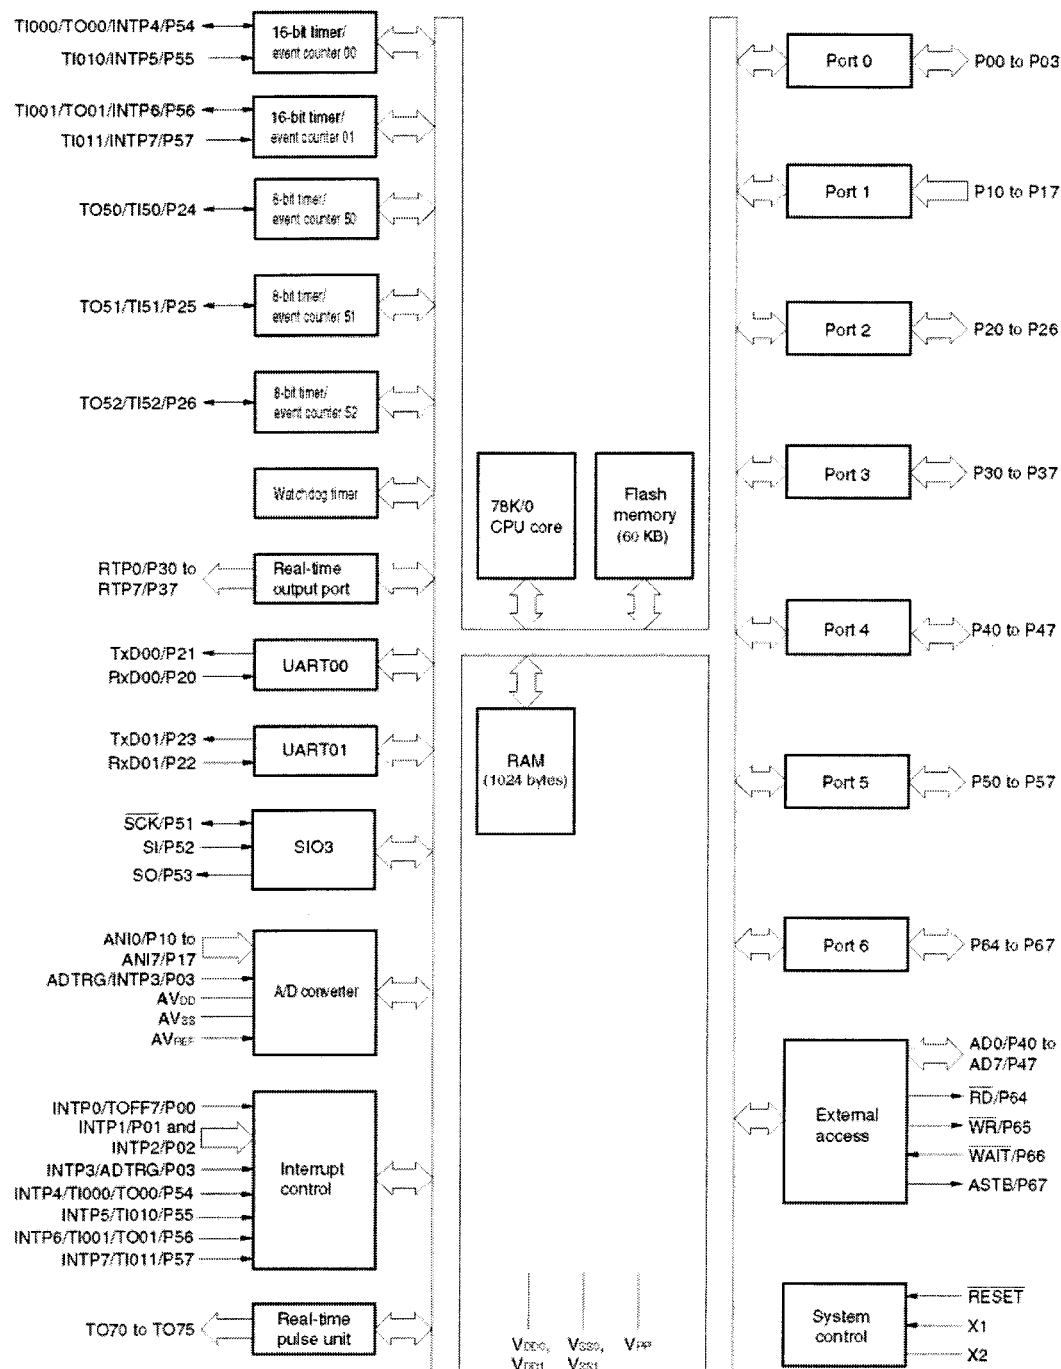 TI000/TO00/INTP4/P54
TI010/INTP5/P55
16-bit timer/
event counter 00
TI001/TO01/INTP6/P56
TI011/INTP7/P57
16-bit timer/
event counter 01
TO50/TI50/P24
8-bit timer/
event counter 50
TO51/TI51/P25
8-bit timer/
event counter 51
TO52/TI52/P26
8-bit timer/
event counter 52
Watchdog timer
RTP0/P30 to
RTP7/P37
Real-time
output port
TxD00/P21
RxD00/P20
UART00
TxD01/P23
RxD01/P22
UART01
SCK/P51
SI/P52
SO/P53
SIO3
ANI0/P10 to
ANI7/P17
ADTRG/INTP3/P03
AVDD
AVSS
AVREF
A/D converter
INTP0/TOFF7/P00
INTP1/P01 and
INTP2/P02
INTP3/ADTRG/P03
INTP4/TI000/TO00/P54
INTP5/TI010/P55
INTP6/TI001/TO01/P56
INTP7/TI011/P57
Interrupt
control
TO70 to TO75
Real-time
pulse unit
78K/0
CPU core
Flash
memory
(60 KB)
RAM
(1024 bytes)
VDD0,
VDD1
VSS0,
VSS1
VPP
Port 0
P00 to P03
Port 1
P10 to P17
Port 2
P20 to P26
Port 3
P30 to P37
Port 4
P40 to P47
Port 5
P50 to P57
Port 6
P64 to P67
External
access
AD0/P40 to
AD7/P47
RD/P64
WR/P65
WAIT/P66
ASTB/P67
System
control
RESET
X1
X2